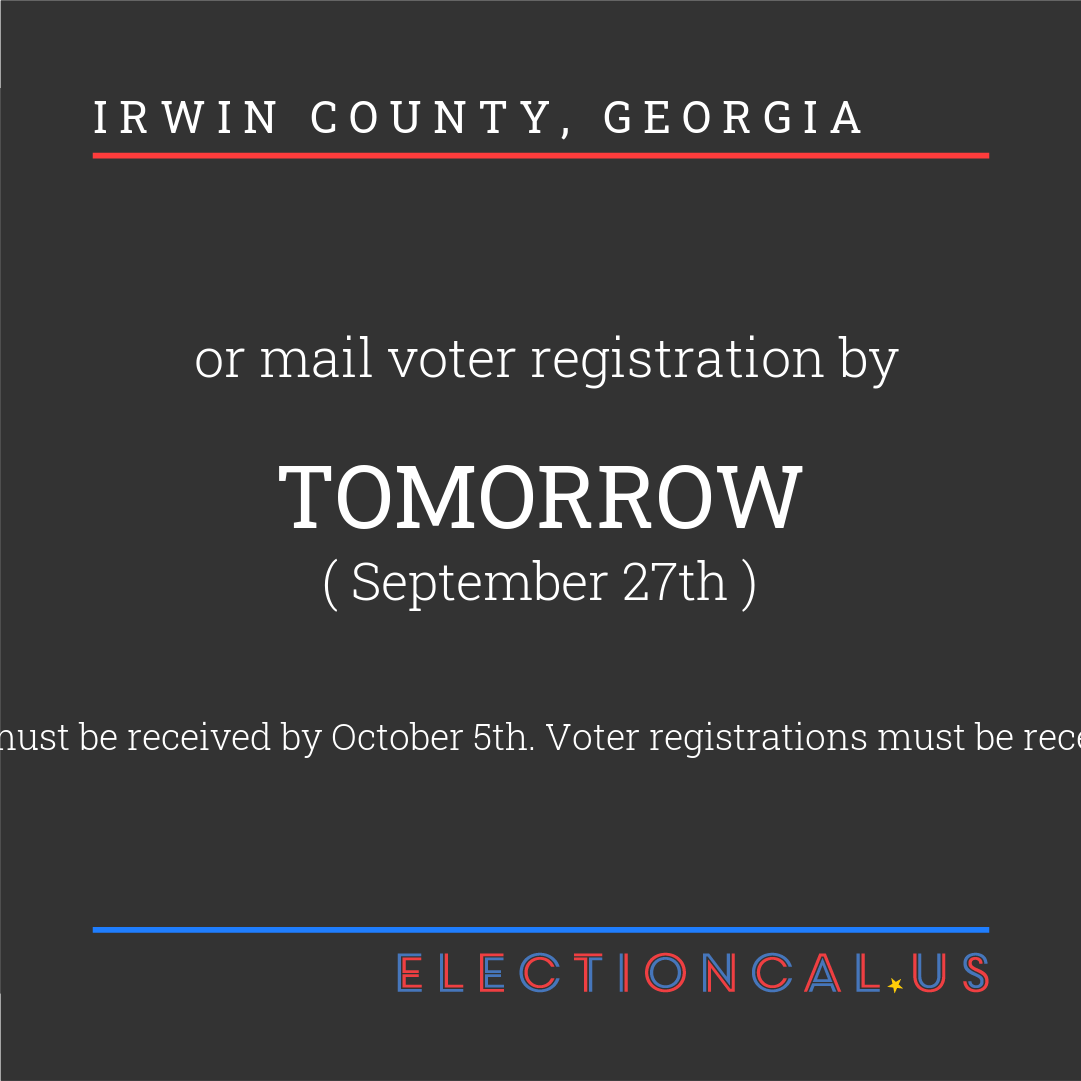 IRWIN COUNTY, GEORGIA
or mail voter registration by
TOMORROW
( September 27th )
must be received by October 5th. Voter registrations must be rece
ELECTIONCAL.US